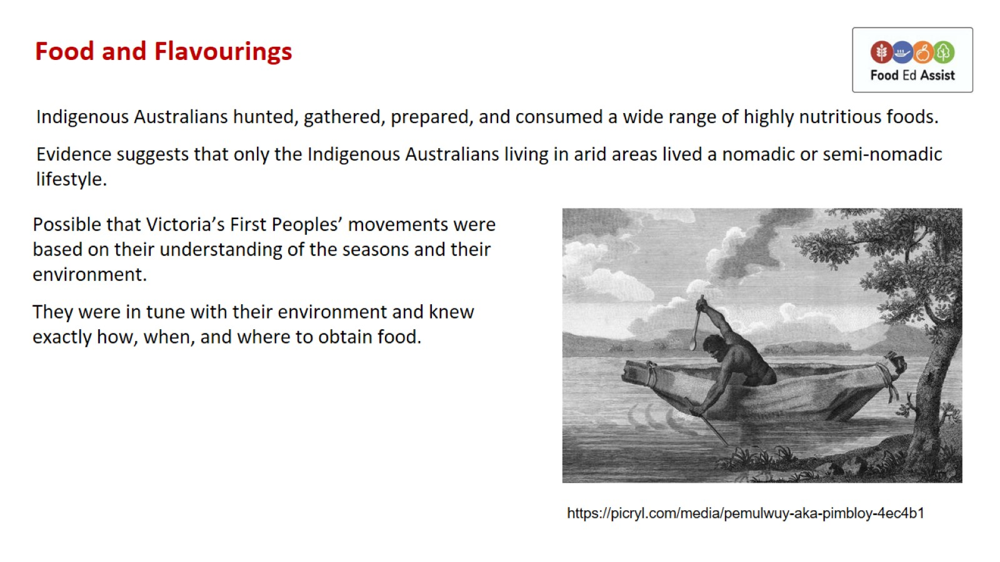 Food and Flavourings
Food Ed Assist
Indigenous Australians hunted, gathered, prepared, and consumed a wide range of highly nutritious foods.
Evidence suggests that only the Indigenous Australians living in arid areas lived a nomadic or semi-nomadic
lifestyle.
Possible that Victoria’s First Peoples’ movements were
based on their understanding of the seasons and their
environment.
They were in tune with their environment and knew
exactly how, when, and where to obtain food.
https://picryl.com/media/pemulwuy-aka-pimbloy-4ec4b1